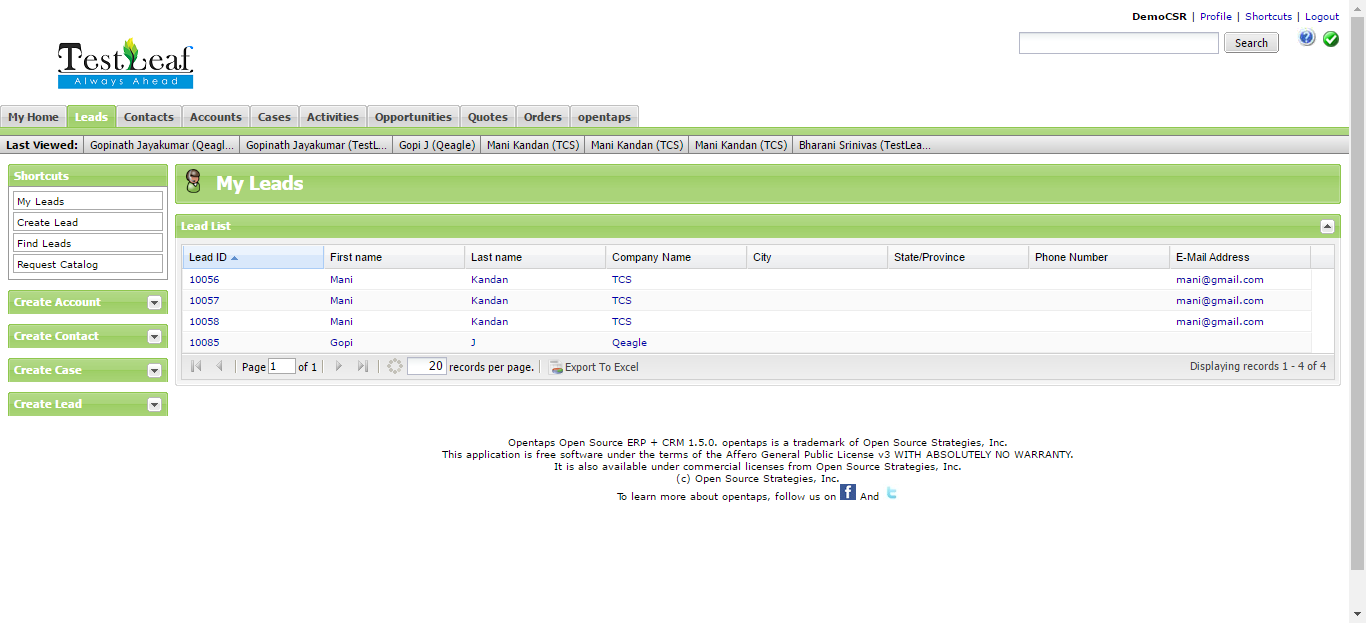 DemoCSR | Profile | Shortcuts | Logout
Search
TestLeaf
Always Ahead
My Home Leads Contacts Accounts Cases Activities Opportunities Quotes Orders opentaps
Last Viewed: Gopinath Jayakumar (Qeagl... Gopinath Jayakumar (TestL... Gopi J (Qeagle) Mani Kandan (TCS) Mani Kandan (TCS) Mani Kandan (TCS) Bharani Srinivas (TestLea...
Shortcuts
My Leads
Create Lead
Find Leads
Request Catalog
Create Account
Create Contact
Create Case
Create Lead
My Leads
Lead List
Lead ID First name Last name Company Name City State/Province Phone Number E-Mail Address
10056 Mani Kandan TCS mani@gmail.com
10057 Mani Kandan TCS mani@gmail.com
10058 Mani Kandan TCS mani@gmail.com
10085 Gopi J Qeagle
Page 1 of 1 20 records per page. Export To Excel Displaying records 1 - 4 of 4
Opentaps Open Source ERP + CRM 1.5.0. opentaps is a trademark of Open Source Strategies, Inc.
This application is free software under the terms of the Affero General Public License v3 WITH ABSOLUTELY NO WARRANTY.
It is also available under commercial licenses from Open Source Strategies, Inc.
(c) Open Source Strategies, Inc.
To learn more about opentaps, follow us on f And t